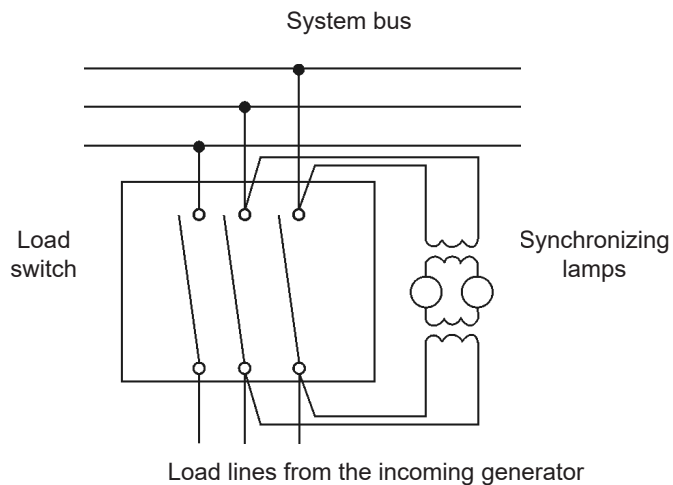 System bus
Load
switch
Synchronizing
lamps
Load lines from the incoming generator